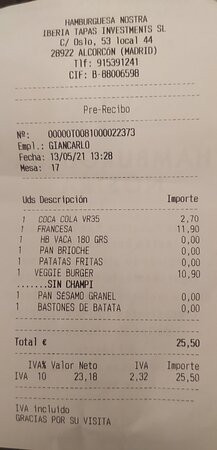 HAMBURGUESA NOSTRA
IBERIA TAPAS INVESTMENTS SL
C/ Oslo, 53 local 44
28922 ALCORCÓN (MADRID)
Tlf: 915391241
CIF: B-88006598
Pre-Recibo
Nº: 00000T0081000022373
Empl.: GIANCARLO
Fecha: 13/05/21 13:28
Mesa: 17
Uds Descripción Importe
1 COCA COLA VR35 2,70
1 FRANCESA 11,90
1 HB VACA 180 GRS 0,00
1 PAN BRIOCHE 0,00
1 PATATAS FRITAS 0,00
1 VEGGIE BURGER 10,90
.......SIN CHAMPI
1 PAN SÉSAMO GRANEL 0,00
1 BASTONES DE BATATA 0,00
Total € 25,50
IVA% Valor Neto IVA Importe
IVA 10 23,18 2,32 25,50
IVA incluido
GRACIAS POR SU VISITA